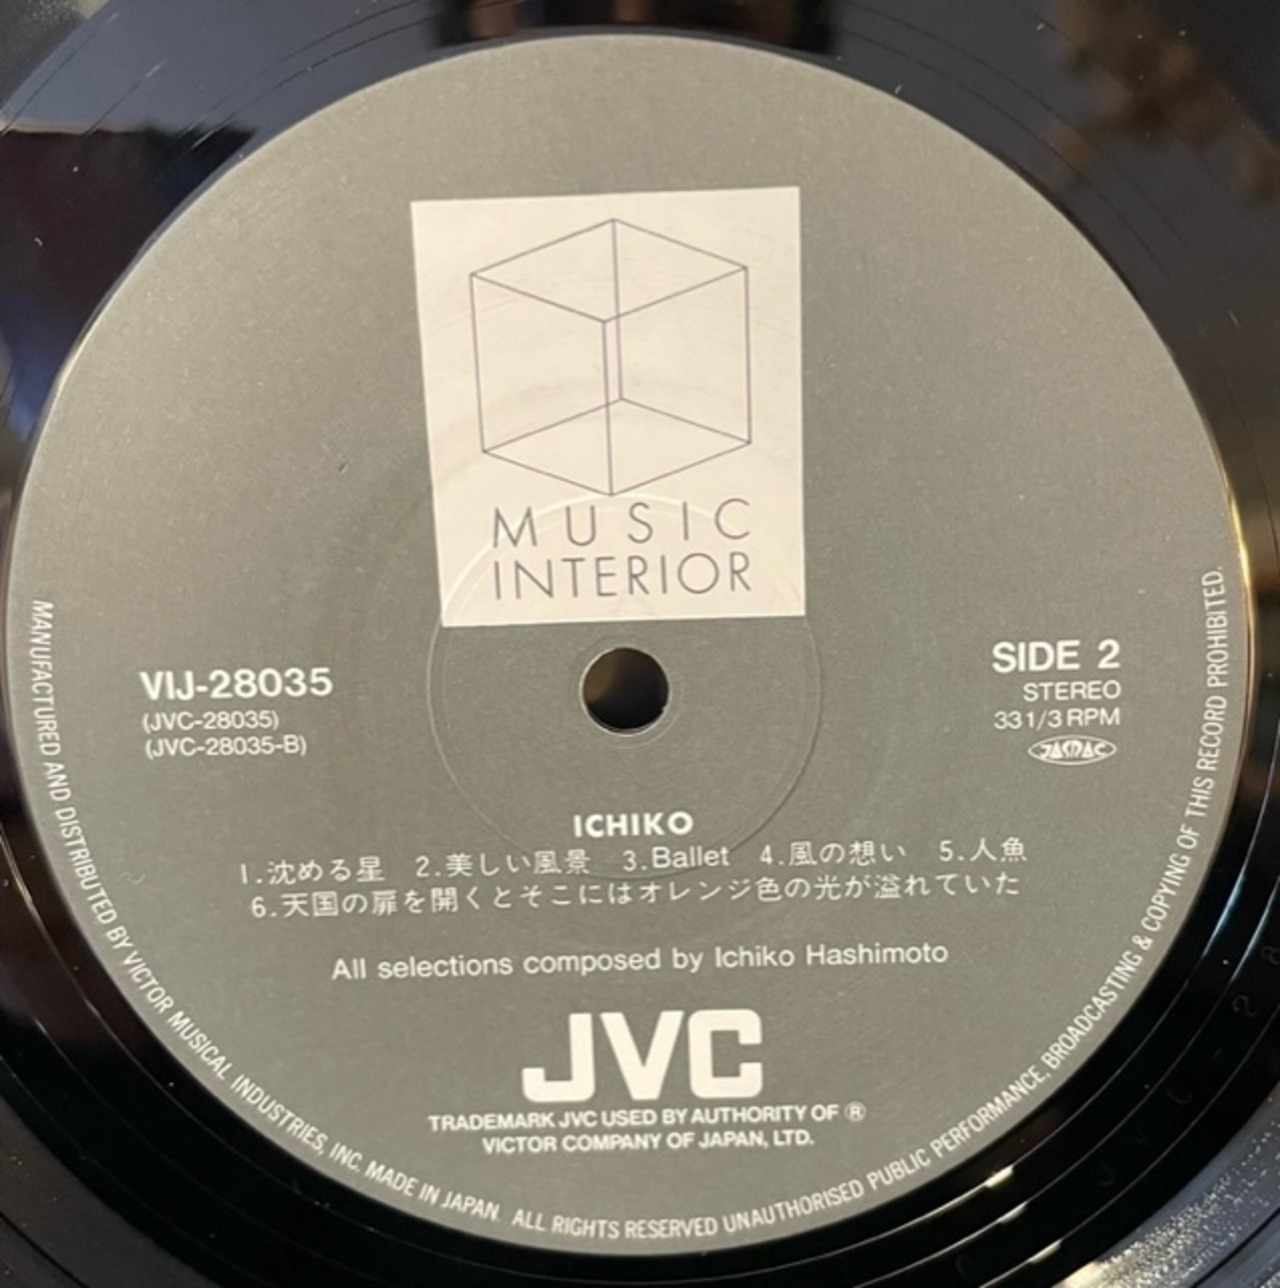 MUSIC
INTERIOR
VIJ-28035
(JVC-28035)
(JVC-28035-B)
SIDE 2
STEREO
33 1/3 RPM
JASRAC
ICHIKO
1.沈める星 2.美しい風景 3.Ballet 4.風の想い 5.人魚
6.天国の扉を開くとそこにはオレンジ色の光が溢れていた
All selections composed by Ichiko Hashimoto
JVC
TRADEMARK JVC USED BY AUTHORITY OF ®
VICTOR COMPANY OF JAPAN, LTD.
MANUFACTURED AND DISTRIBUTED BY VICTOR MUSICAL INDUSTRIES, INC. MADE IN JAPAN. ALL RIGHTS RESERVED UNAUTHORISED PUBLIC PERFORMANCE, BROADCASTING & COPYING OF THIS RECORD PROHIBITED.